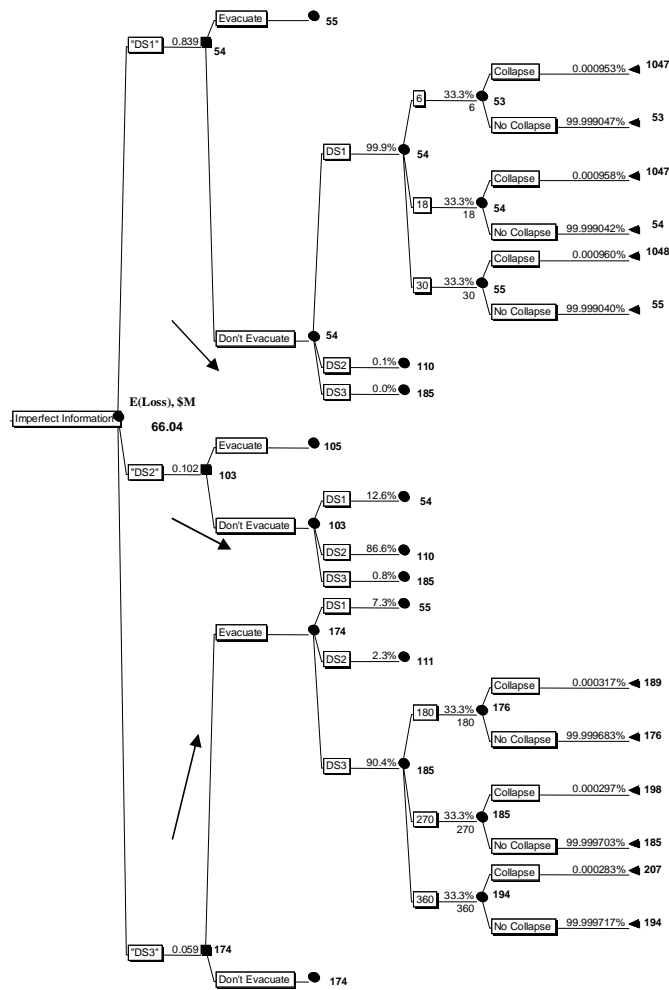 Evacuate 55
"DS1" 0.839 54
Collapse 0.000953% 1047
6 33.3% 53
6
No Collapse 99.999047% 53
DS1 99.9% 54
Collapse 0.000958% 1047
18 33.3% 54
18
No Collapse 99.999042% 54
Collapse 0.000960% 1048
30 33.3% 55
30
No Collapse 99.999040% 55
Don't Evacuate 54
DS2 0.1% 110
DS3 0.0% 185
E(Loss), $M
Imperfect Information
66.04
Evacuate 105
"DS2" 0.102 103
DS1 12.6% 54
Don't Evacuate 103
DS2 86.6% 110
DS3 0.8% 185
DS1 7.3% 55
Evacuate 174
DS2 2.3% 111
Collapse 0.000317% 189
180 33.3% 176
180
No Collapse 99.999683% 176
DS3 90.4% 185
Collapse 0.000297% 198
270 33.3% 185
270
No Collapse 99.999703% 185
Collapse 0.000283% 207
360 33.3% 194
360
No Collapse 99.999717% 194
"DS3" 0.059 174
Don't Evacuate 174